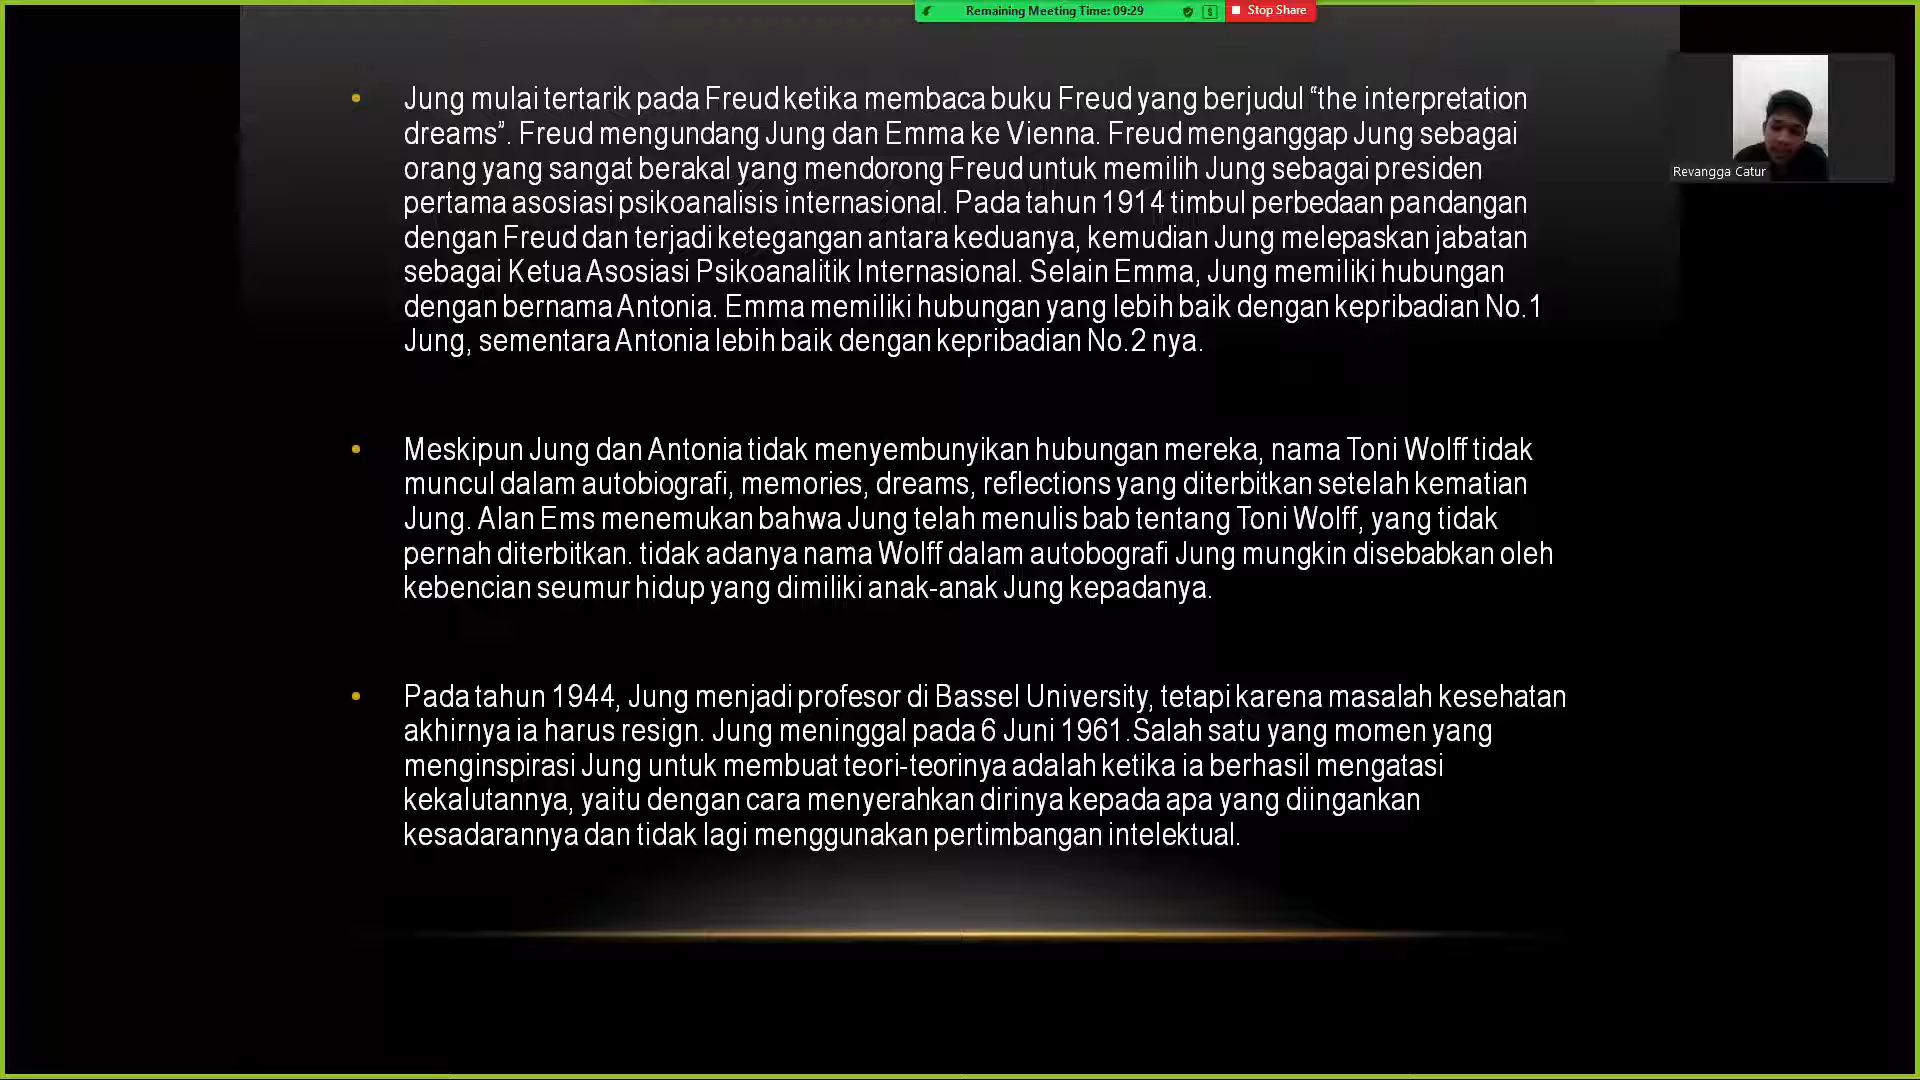 Remaining Meeting Time: 09:29
Stop Share
Jung mulai tertarik pada Freud ketika membaca buku Freud yang berjudul “the interpretation
dreams”. Freud mengundang Jung dan Emma ke Vienna. Freud menganggap Jung sebagai
orang yang sangat berakal yang mendorong Freud untuk memilih Jung sebagai presiden
pertama asosiasi psikoanalisis internasional. Pada tahun 1914 timbul perbedaan pandangan
dengan Freud dan terjadi ketegangan antara keduanya, kemudian Jung melepaskan jabatan
sebagai Ketua Asosiasi Psikoanalitik Internasional. Selain Emma, Jung memiliki hubungan
dengan bernama Antonia. Emma memiliki hubungan yang lebih baik dengan kepribadian No.1
Jung, sementara Antonia lebih baik dengan kepribadian No.2 nya.
Meskipun Jung dan Antonia tidak menyembunyikan hubungan mereka, nama Toni Wolff tidak
muncul dalam autobiografi, memories, dreams, reflections yang diterbitkan setelah kematian
Jung. Alan Ems menemukan bahwa Jung telah menulis bab tentang Toni Wolff, yang tidak
pernah diterbitkan. tidak adanya nama Wolff dalam autobografi Jung mungkin disebabkan oleh
kebencian seumur hidup yang dimiliki anak-anak Jung kepadanya.
Pada tahun 1944, Jung menjadi profesor di Bassel University, tetapi karena masalah kesehatan
akhirnya ia harus resign. Jung meninggal pada 6 Juni 1961.Salah satu yang momen yang
menginspirasi Jung untuk membuat teori-teorinya adalah ketika ia berhasil mengatasi
kekalutannya, yaitu dengan cara menyerahkan dirinya kepada apa yang diingankan
kesadarannya dan tidak lagi menggunakan pertimbangan intelektual.
Revangga Catur